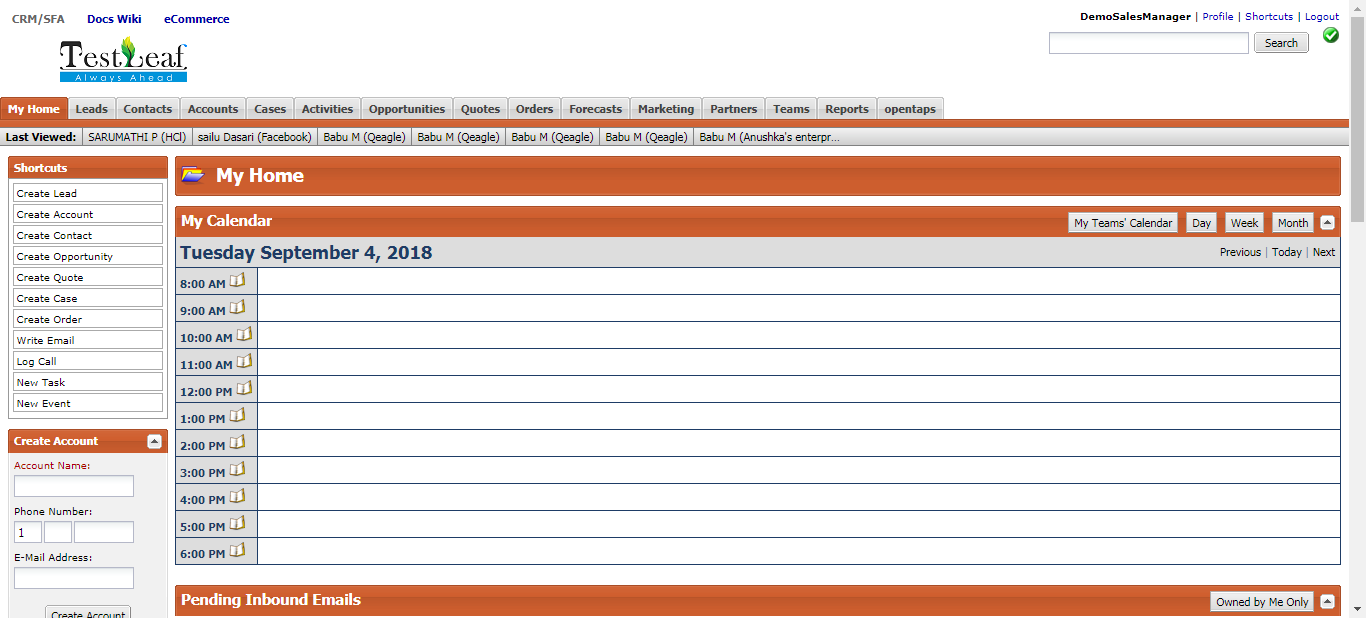 CRM/SFA Docs Wiki eCommerce
DemoSalesManager | Profile | Shortcuts | Logout
Search
TestLeaf
Always Ahead
My Home Leads Contacts Accounts Cases Activities Opportunities Quotes Orders Forecasts Marketing Partners Teams Reports opentaps
Last Viewed: SARUMATHI P (HCl) sailu Dasari (Facebook) Babu M (Qeagle) Babu M (Qeagle) Babu M (Qeagle) Babu M (Qeagle) Babu M (Anushka's enterpr...
Shortcuts
Create Lead
Create Account
Create Contact
Create Opportunity
Create Quote
Create Case
Create Order
Write Email
Log Call
New Task
New Event
Create Account
Account Name:
Phone Number:
1
E-Mail Address:
Create Account
My Home
My Calendar
My Teams' Calendar Day Week Month
Tuesday September 4, 2018
Previous | Today | Next
8:00 AM
9:00 AM
10:00 AM
11:00 AM
12:00 PM
1:00 PM
2:00 PM
3:00 PM
4:00 PM
5:00 PM
6:00 PM
Pending Inbound Emails
Owned by Me Only